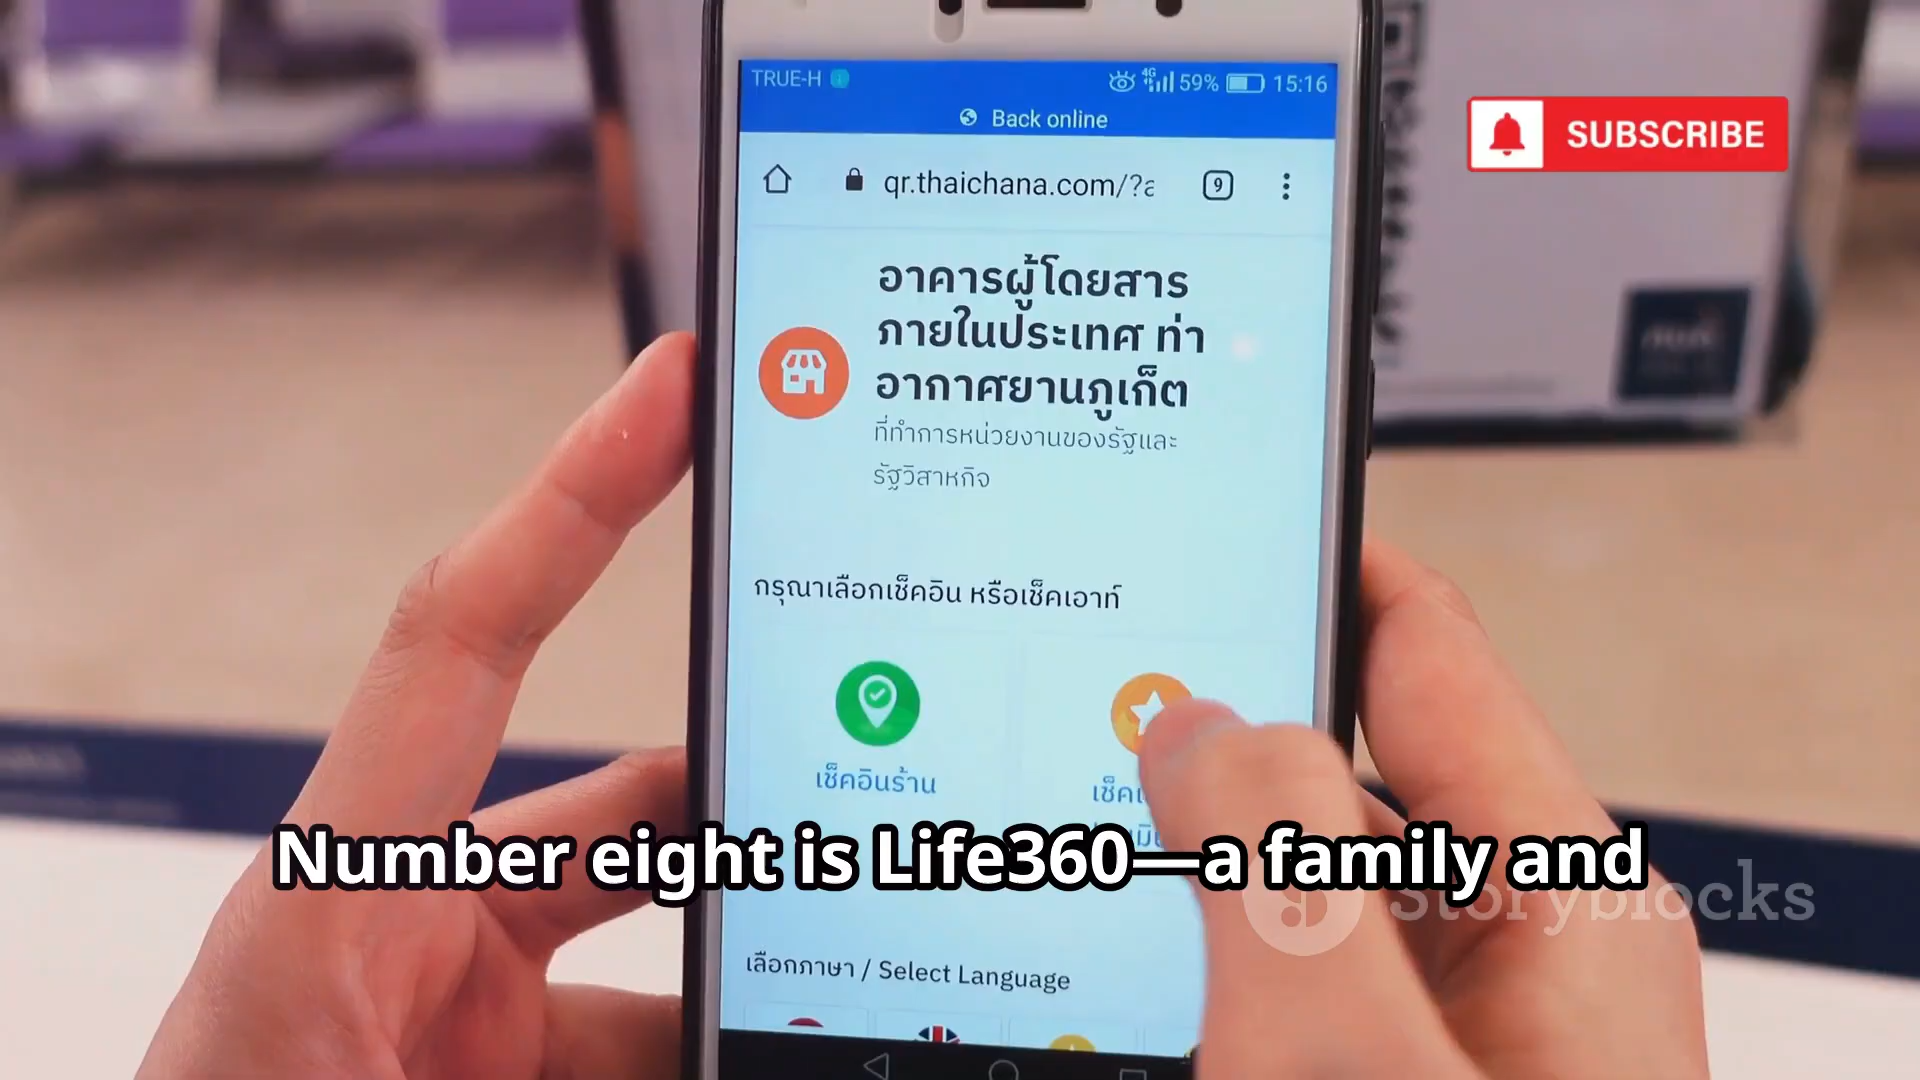 TRUE-H
4G
59%
15:16
Back online
SUBSCRIBE
qr.thaichana.com/?a
9
อาคารผู้โดยสาร
ภายในประเทศ ท่า
อากาศยานภูเก็ต
ที่ทำการหน่วยงานของรัฐและ
รัฐวิสาหกิจ
กรุณาเลือกเช็คอิน หรือเช็คเอาท์
เช็คอินร้าน
Number eight is Life360—a family and
Storyblocks
เลือกภาษา / Select Language